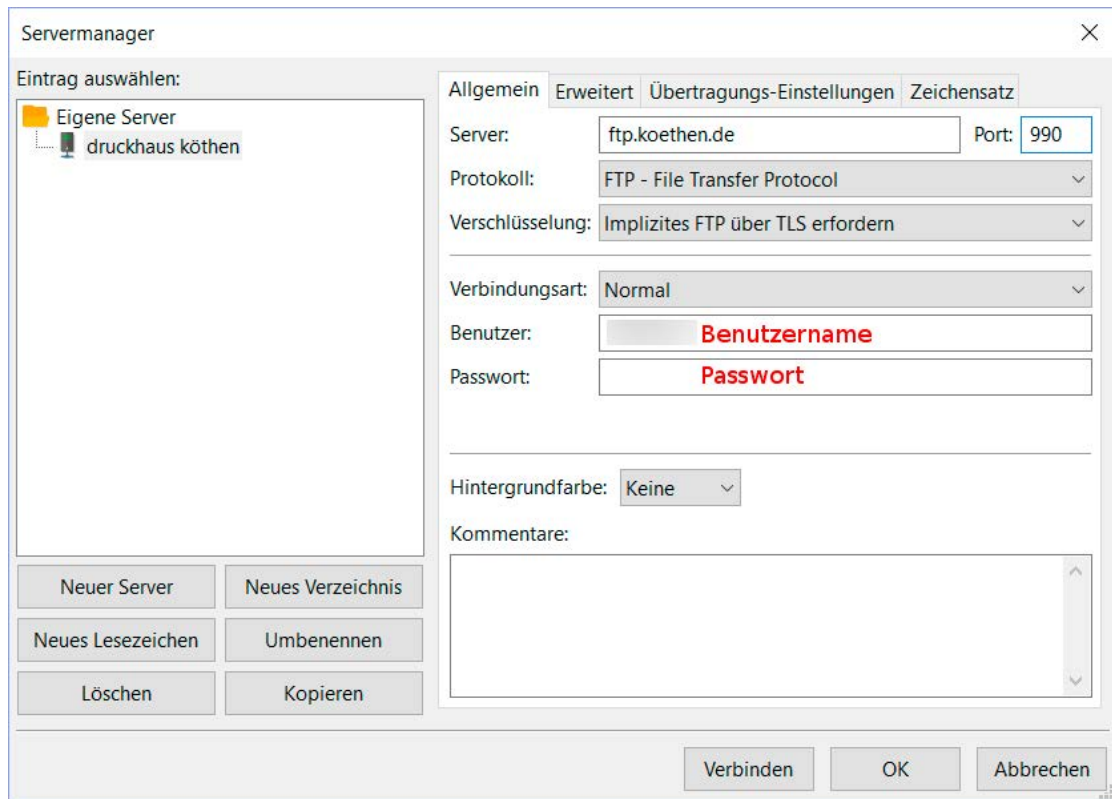 Servermanager
Eintrag auswählen:
Eigene Server
druckhaus köthen
Neuer Server Neues Verzeichnis
Neues Lesezeichen Umbenennen
Löschen Kopieren
Allgemein Erweitert Übertragungs-Einstellungen Zeichensatz
Server: ftp.koethen.de Port: 990
Protokoll: FTP - File Transfer Protocol
Verschlüsselung: Implizites FTP über TLS erfordern
Verbindungsart: Normal
Benutzer: Benutzername
Passwort: Passwort
Hintergrundfarbe: Keine
Kommentare:
Verbinden OK Abbrechen